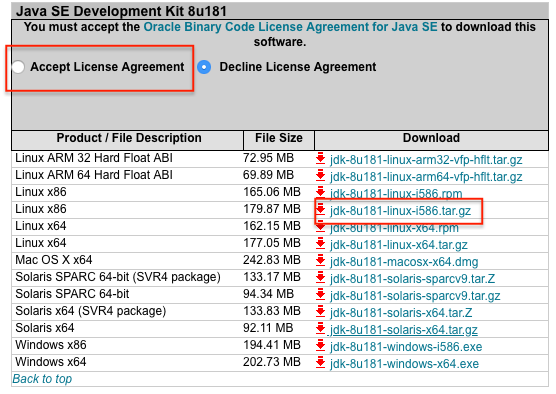 Java SE Development Kit 8u181
You must accept the Oracle Binary Code License Agreement for Java SE to download this
software.
Accept License Agreement Decline License Agreement
Product / File Description File Size Download
Linux ARM 32 Hard Float ABI 72.95 MB jdk-8u181-linux-arm32-vfp-hflt.tar.gz
Linux ARM 64 Hard Float ABI 69.89 MB jdk-8u181-linux-arm64-vfp-hflt.tar.gz
Linux x86 165.06 MB jdk-8u181-linux-i586.rpm
Linux x86 179.87 MB jdk-8u181-linux-i586.tar.gz
Linux x64 162.15 MB jdk-8u181-linux-x64.rpm
Linux x64 177.05 MB jdk-8u181-linux-x64.tar.gz
Mac OS X x64 242.83 MB jdk-8u181-macosx-x64.dmg
Solaris SPARC 64-bit (SVR4 package) 133.17 MB jdk-8u181-solaris-sparcv9.tar.Z
Solaris SPARC 64-bit 94.34 MB jdk-8u181-solaris-sparcv9.tar.gz
Solaris x64 (SVR4 package) 133.83 MB jdk-8u181-solaris-x64.tar.Z
Solaris x64 92.11 MB jdk-8u181-solaris-x64.tar.gz
Windows x86 194.41 MB jdk-8u181-windows-i586.exe
Windows x64 202.73 MB jdk-8u181-windows-x64.exe
Back to top